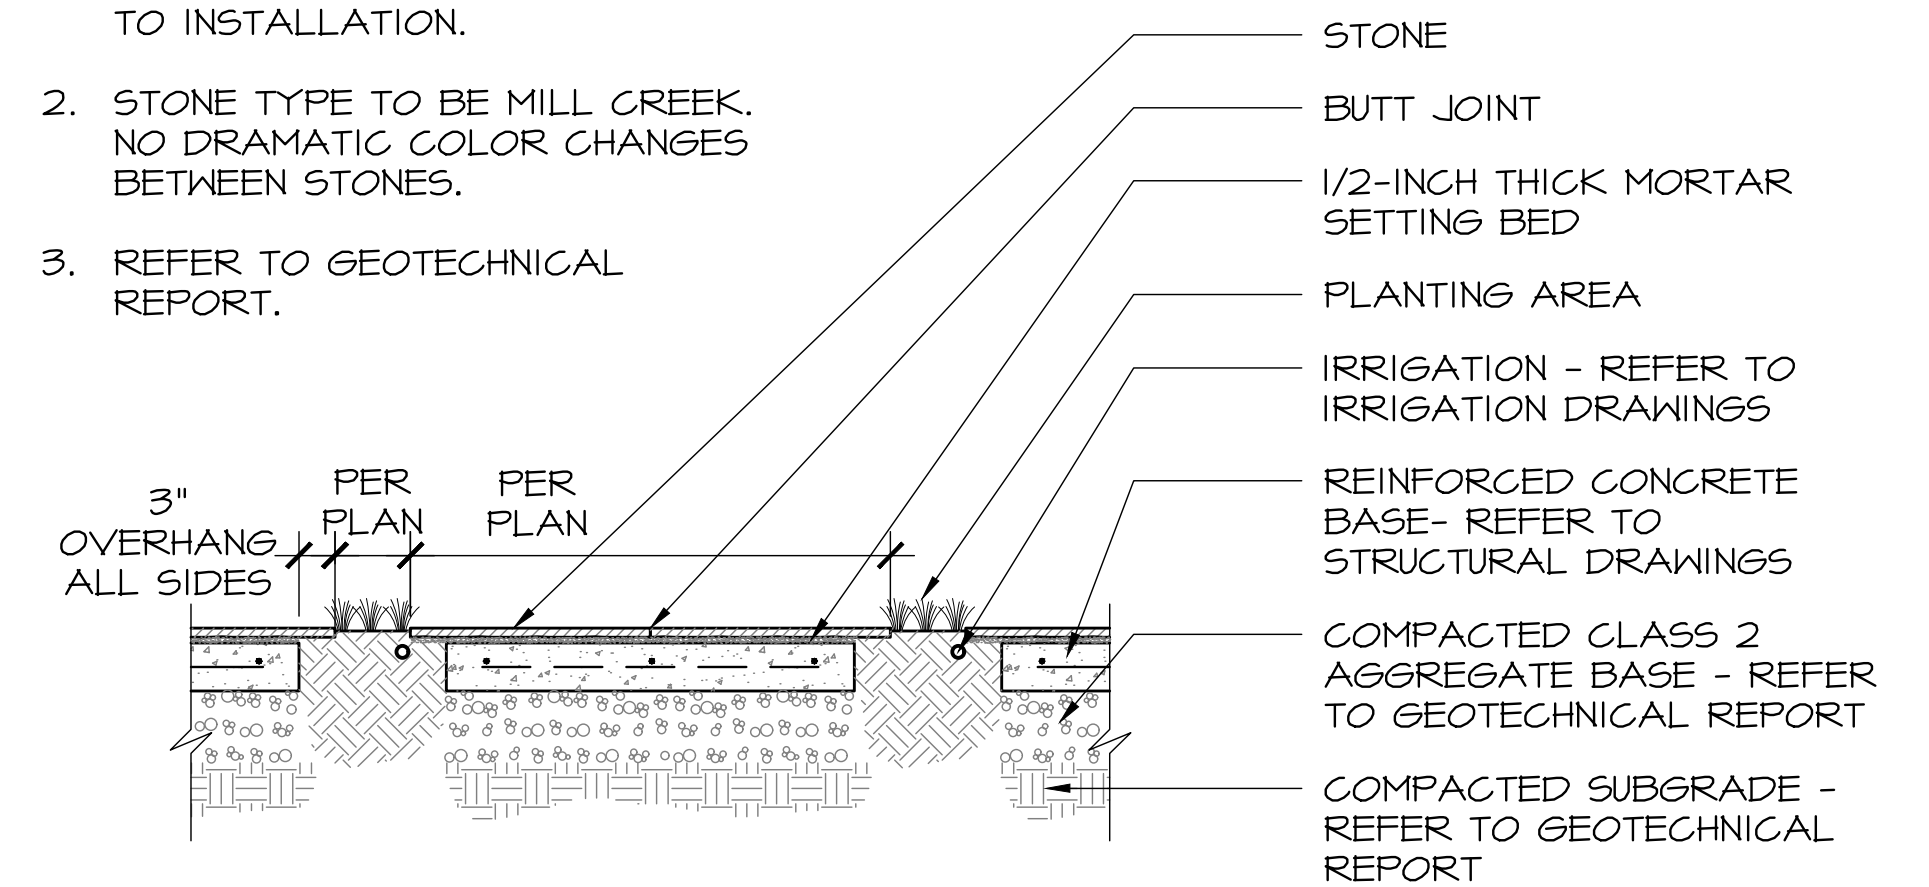 TO INSTALLATION.
2. STONE TYPE TO BE MILL CREEK.
NO DRAMATIC COLOR CHANGES
BETWEEN STONES.
3. REFER TO GEOTECHNICAL
REPORT.
STONE
BUTT JOINT
1/2-INCH THICK MORTAR
SETTING BED
PLANTING AREA
IRRIGATION - REFER TO
IRRIGATION DRAWINGS
REINFORCED CONCRETE
BASE- REFER TO
STRUCTURAL DRAWINGS
COMPACTED CLASS 2
AGGREGATE BASE - REFER
TO GEOTECHNICAL REPORT
COMPACTED SUBGRADE -
REFER TO GEOTECHNICAL
REPORT
3"
OVERHANG
ALL SIDES
PER
PLAN
PER
PLAN